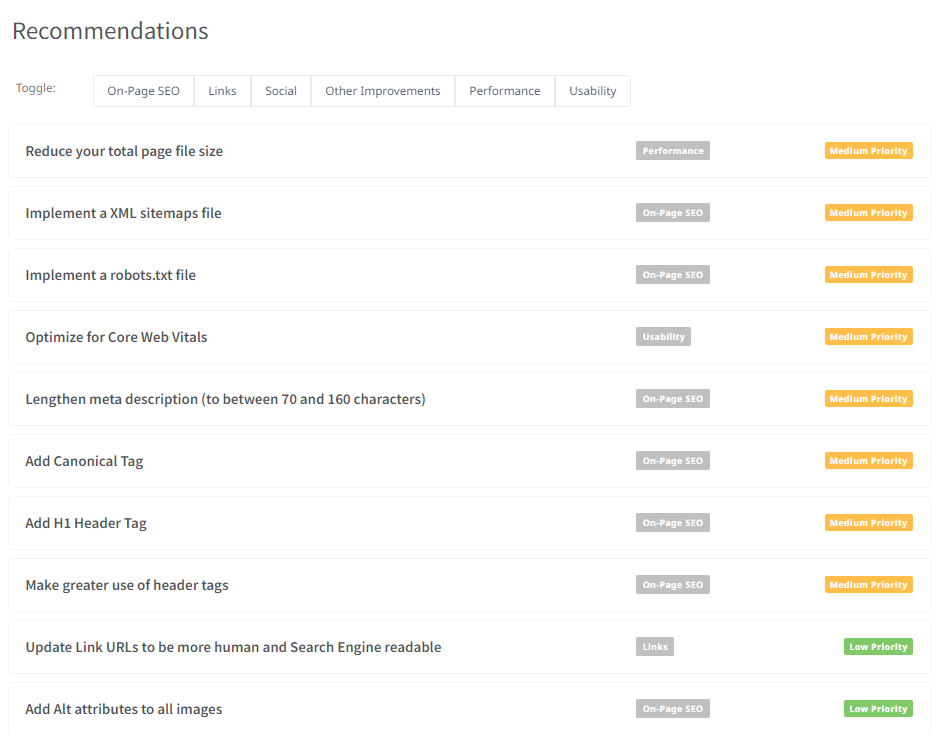 Recommendations
Toggle: On-Page SEO Links Social Other Improvements Performance Usability
Reduce your total page file size Performance Medium Priority
Implement a XML sitemaps file On-Page SEO Medium Priority
Implement a robots.txt file On-Page SEO Medium Priority
Optimize for Core Web Vitals Usability Medium Priority
Lengthen meta description (to between 70 and 160 characters) On-Page SEO Medium Priority
Add Canonical Tag On-Page SEO Medium Priority
Add H1 Header Tag On-Page SEO Medium Priority
Make greater use of header tags On-Page SEO Medium Priority
Update Link URLs to be more human and Search Engine readable Links Low Priority
Add Alt attributes to all images On-Page SEO Low Priority